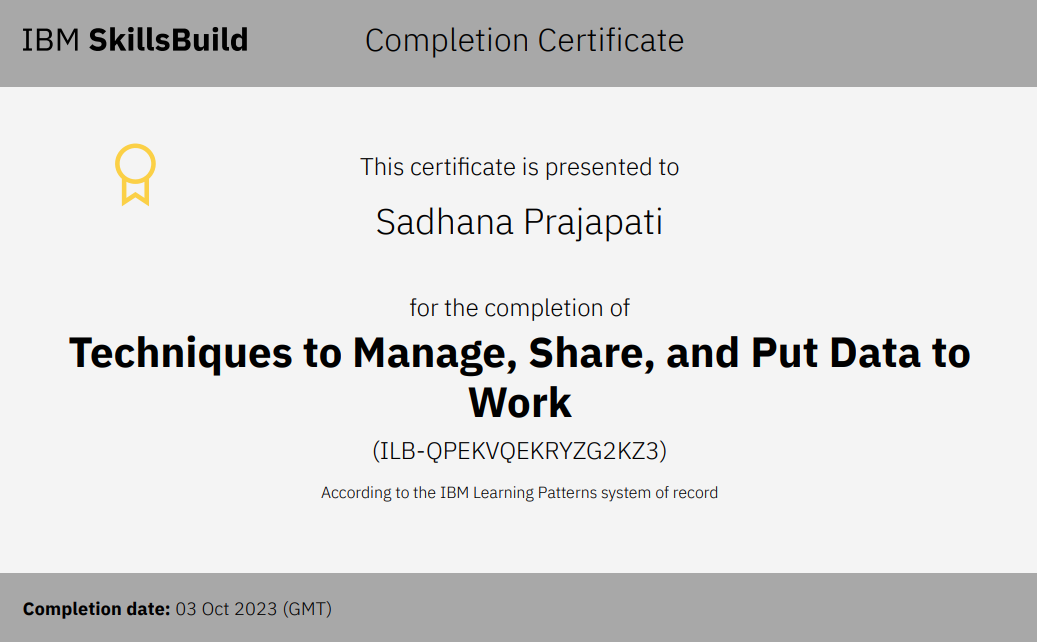 IBM SkillsBuild
Completion Certificate
This certificate is presented to
Sadhana Prajapati
for the completion of
Techniques to Manage, Share, and Put Data to
Work
(ILB-QPEKVQEKRYZG2KZ3)
According to the IBM Learning Patterns system of record
Completion date: 03 Oct 2023 (GMT)